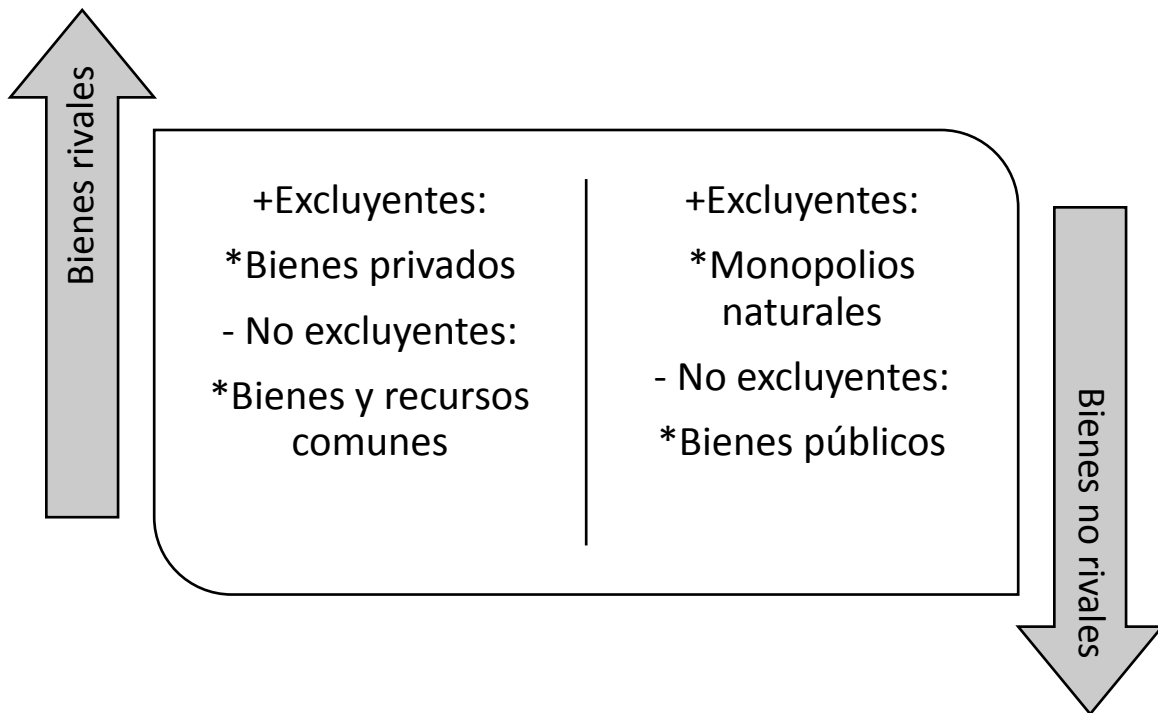 Bienes rivales
+Excluyentes:
*Bienes privados
- No excluyentes:
*Bienes y recursos
comunes
+Excluyentes:
*Monopolios
naturales
- No excluyentes:
*Bienes públicos
Bienes no rivales